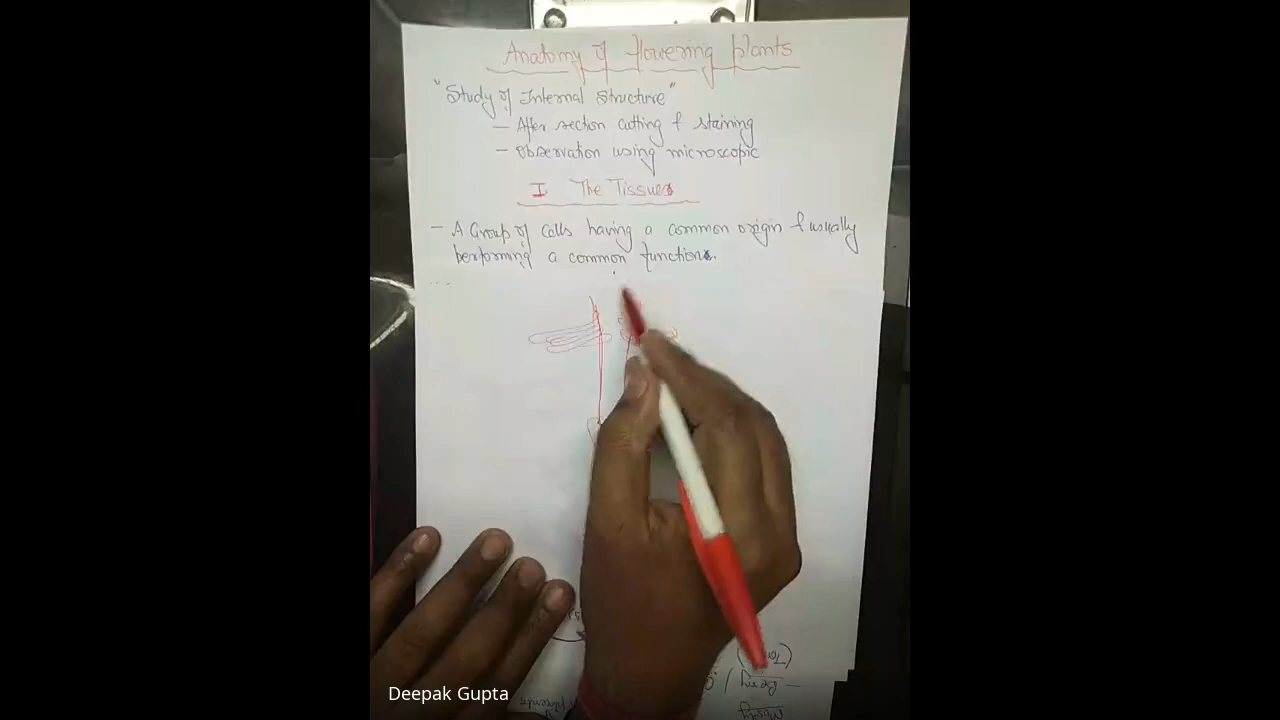 Anatomy of flowering plants
"Study of Internal Structure"
- After section cutting & staining
- Observation using microscopic
I The Tissues
- A Group of cells having a common origin & usually
performing a common function.
...
Deepak Gupta